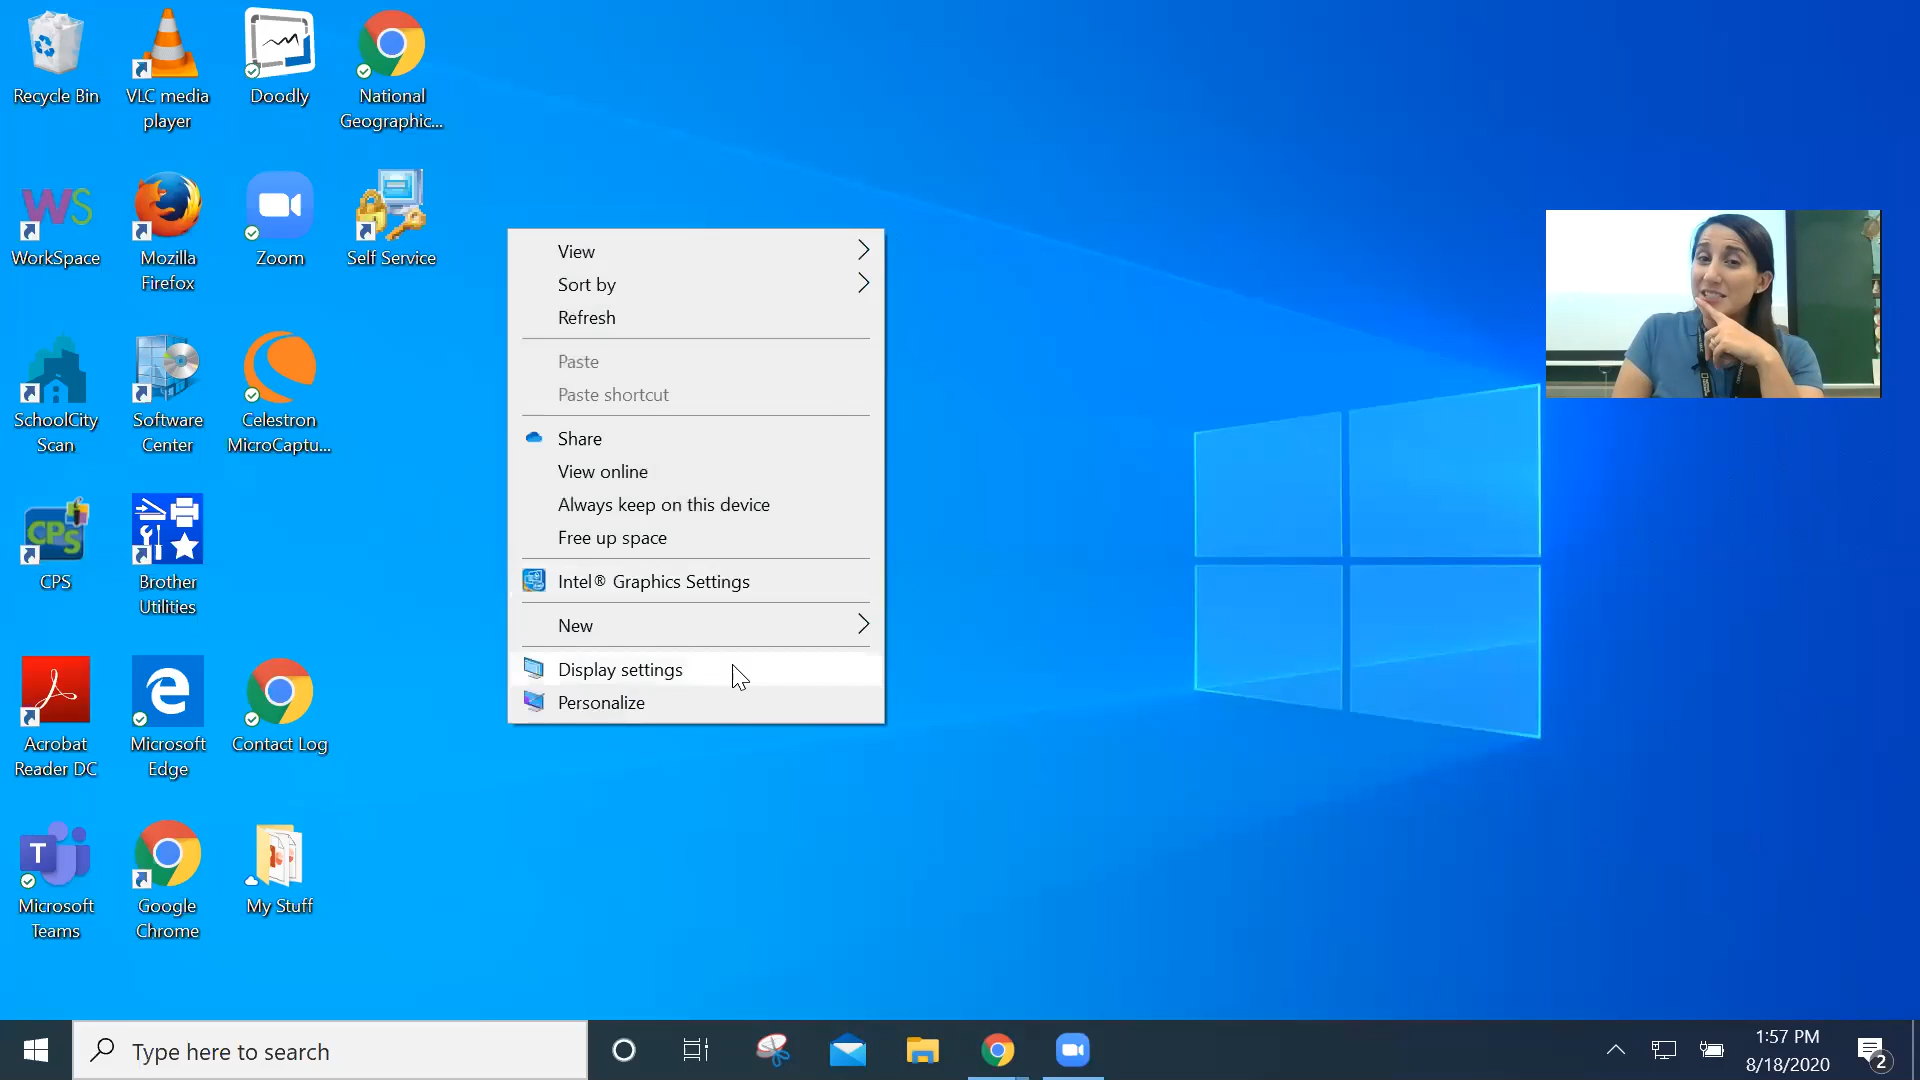 Recycle Bin
VLC media
player
Doodly
National
Geographic...
WS
WorkSpace
Mozilla
Firefox
Zoom
Self Service
SchoolCity
Scan
Software
Center
Celestron
MicroCaptu...
CPS
CPS
Brother
Utilities
Acrobat
Reader DC
Microsoft
Edge
Contact Log
T
Microsoft
Teams
Google
Chrome
My Stuff
View
Sort by
Refresh
Paste
Paste shortcut
Share
View online
Always keep on this device
Free up space
Intel® Graphics Settings
New
Display settings
Personalize
Type here to search
1:57 PM
8/18/2020
2